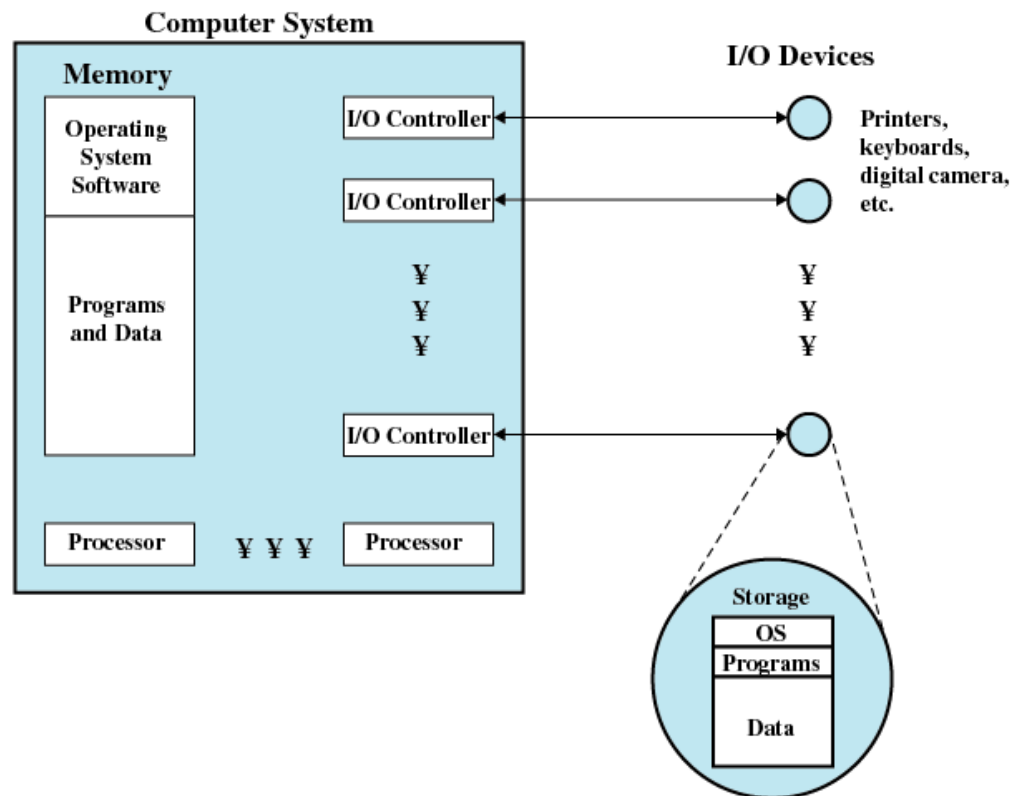 Computer System
I/O Devices
Memory
Operating
System
Software
Programs
and Data
I/O Controller
I/O Controller
¥
¥
¥
I/O Controller
Processor
¥ ¥ ¥
Processor
Printers,
keyboards,
digital camera,
etc.
¥
¥
¥
Storage
OS
Programs
Data